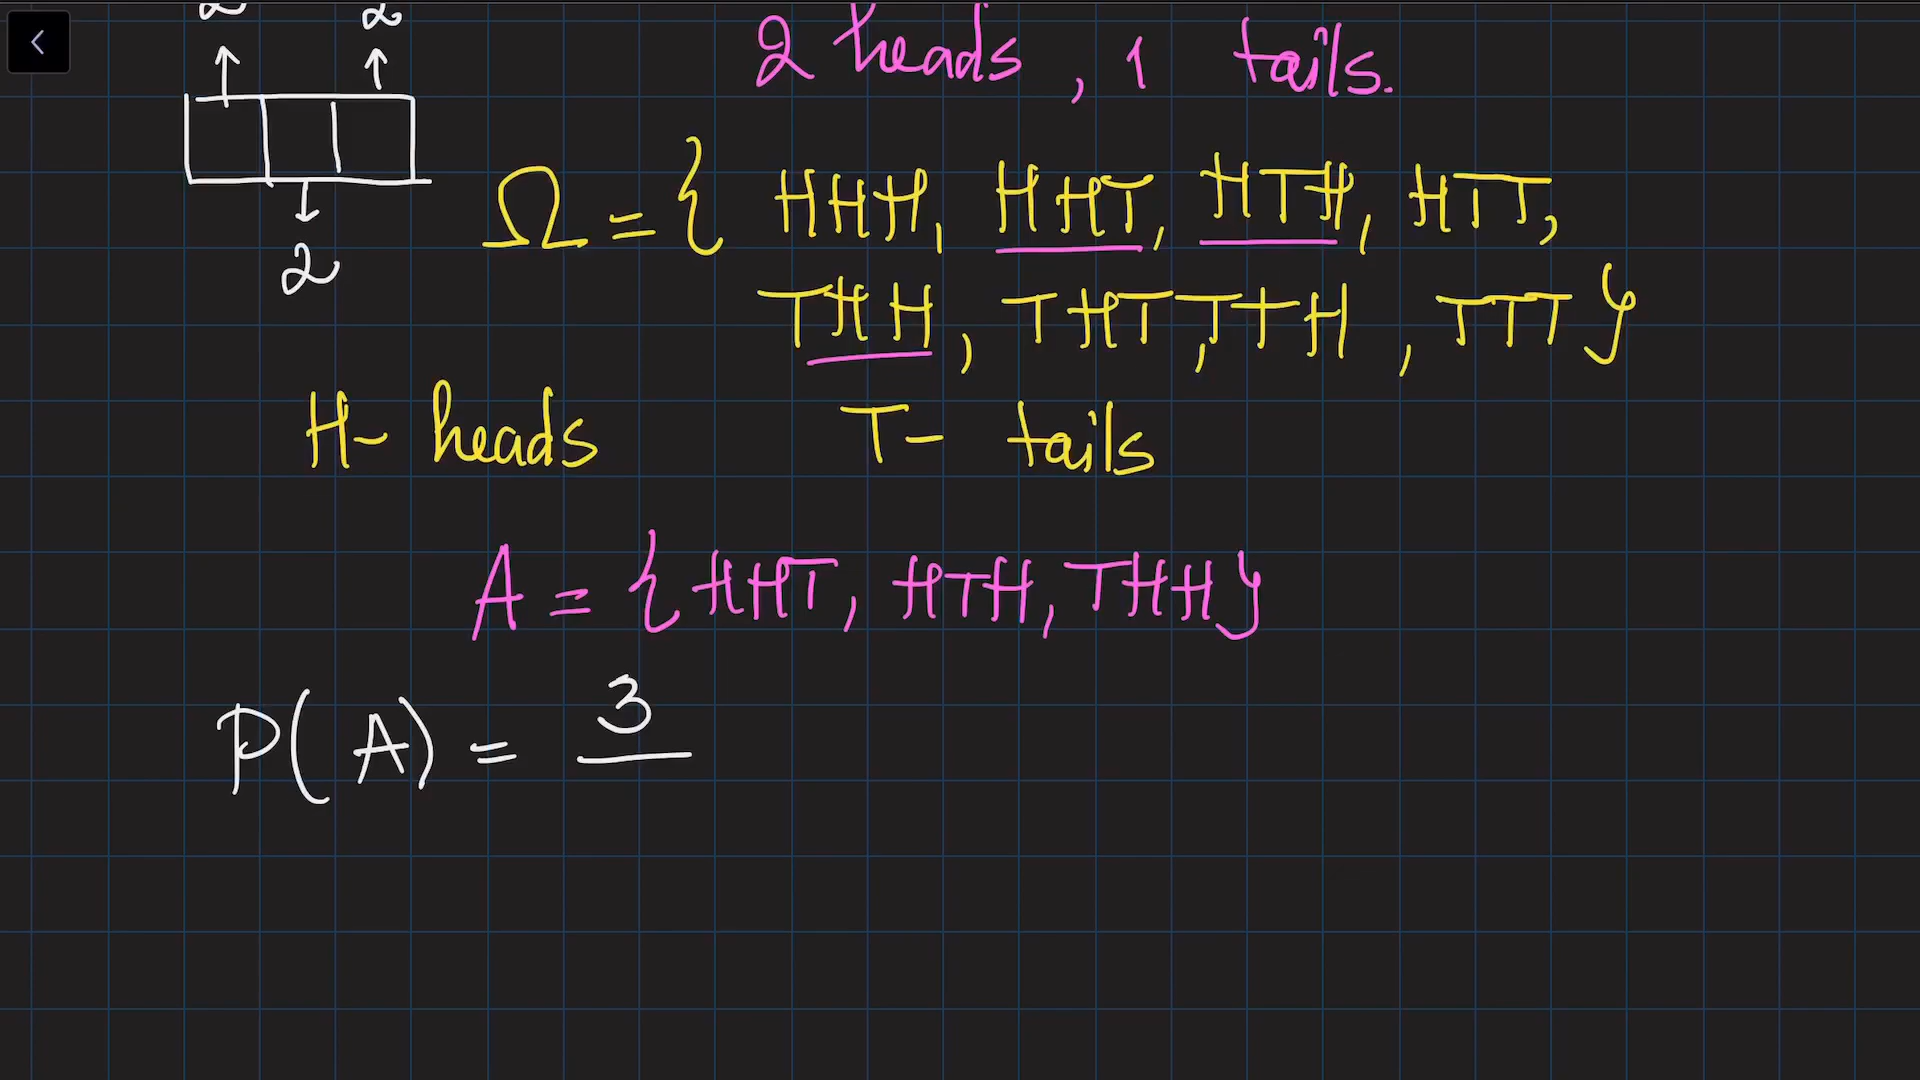 2 2
2 heads, 1 tails.
Ω = { HHH, HHT, HTH, HTT,
2
THH, THT, TTH, TTT }
H- heads T- tails
A = { HHT, HTH, THH }
P(A) = 3